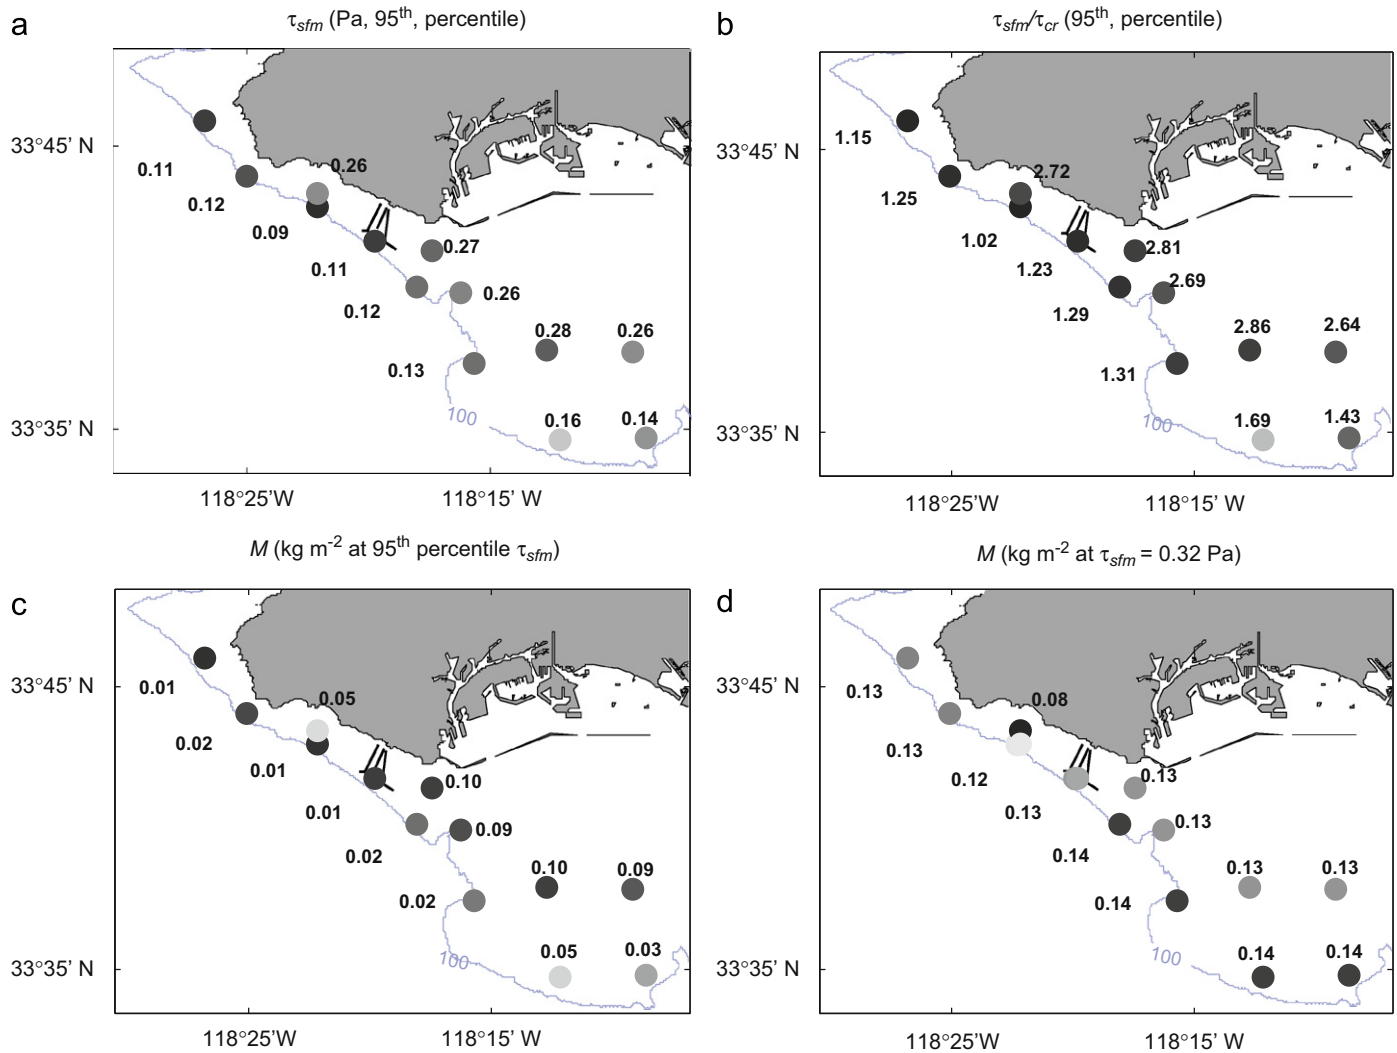 a
τsfm (Pa, 95th, percentile)
33°45' N
33°35' N
0.11
0.12
0.26
0.09
0.11
0.27
0.12
0.26
0.13
0.28
0.26
100
0.16
0.14
118°25'W
118°15' W
b
τsfm/τcr (95th, percentile)
33°45' N
33°35' N
1.15
1.25
2.72
1.02
1.23
2.81
1.29
2.69
1.31
2.86
2.64
100
1.69
1.43
118°25'W
118°15' W
c
M (kg m-2 at 95th percentile τsfm)
33°45' N
33°35' N
0.01
0.02
0.05
0.01
0.01
0.10
0.02
0.09
0.02
0.10
0.09
100
0.05
0.03
118°25'W
118°15' W
d
M (kg m-2 at τsfm = 0.32 Pa)
33°45' N
33°35' N
0.13
0.13
0.08
0.12
0.13
0.13
0.14
0.13
0.14
0.13
0.13
100
0.14
0.14
118°25'W
118°15' W